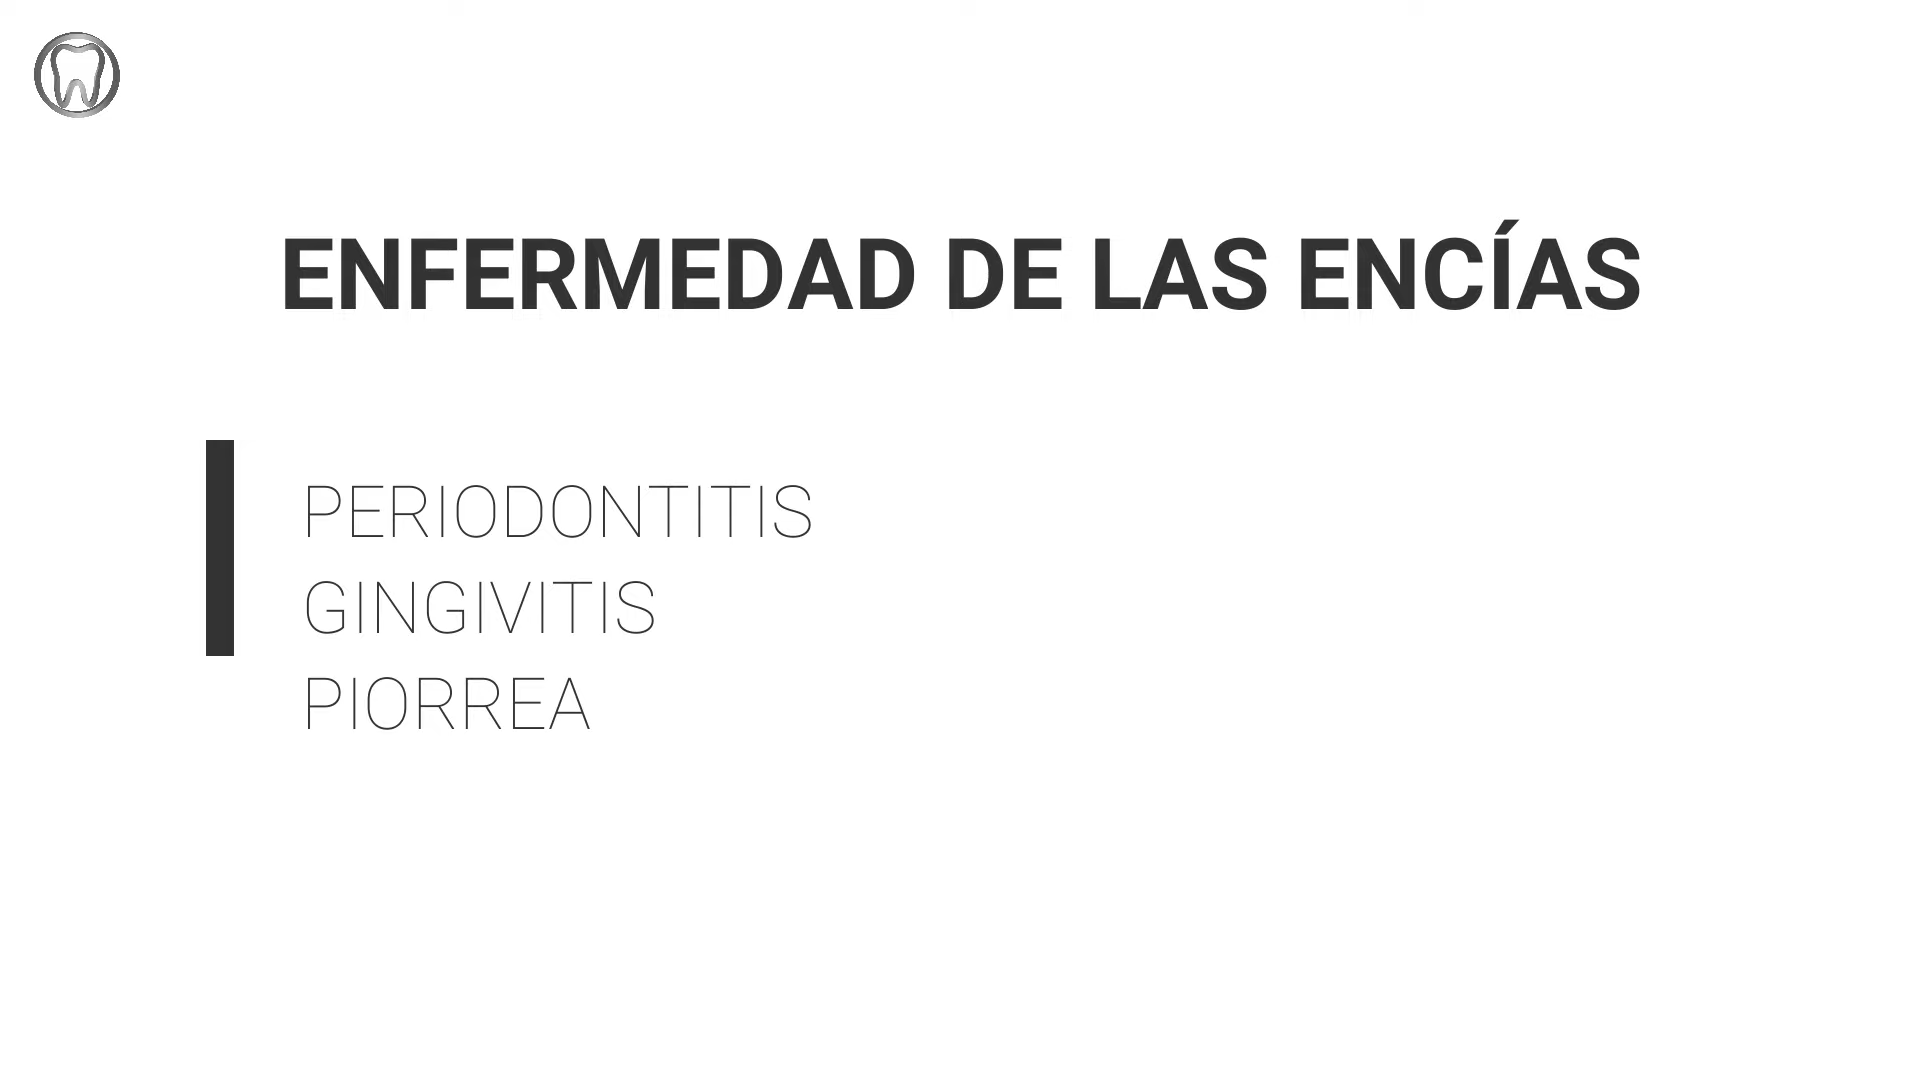 ENFERMEDAD DE LAS ENCÍAS
PERIODONTITIS
GINGIVITIS
PIORREA